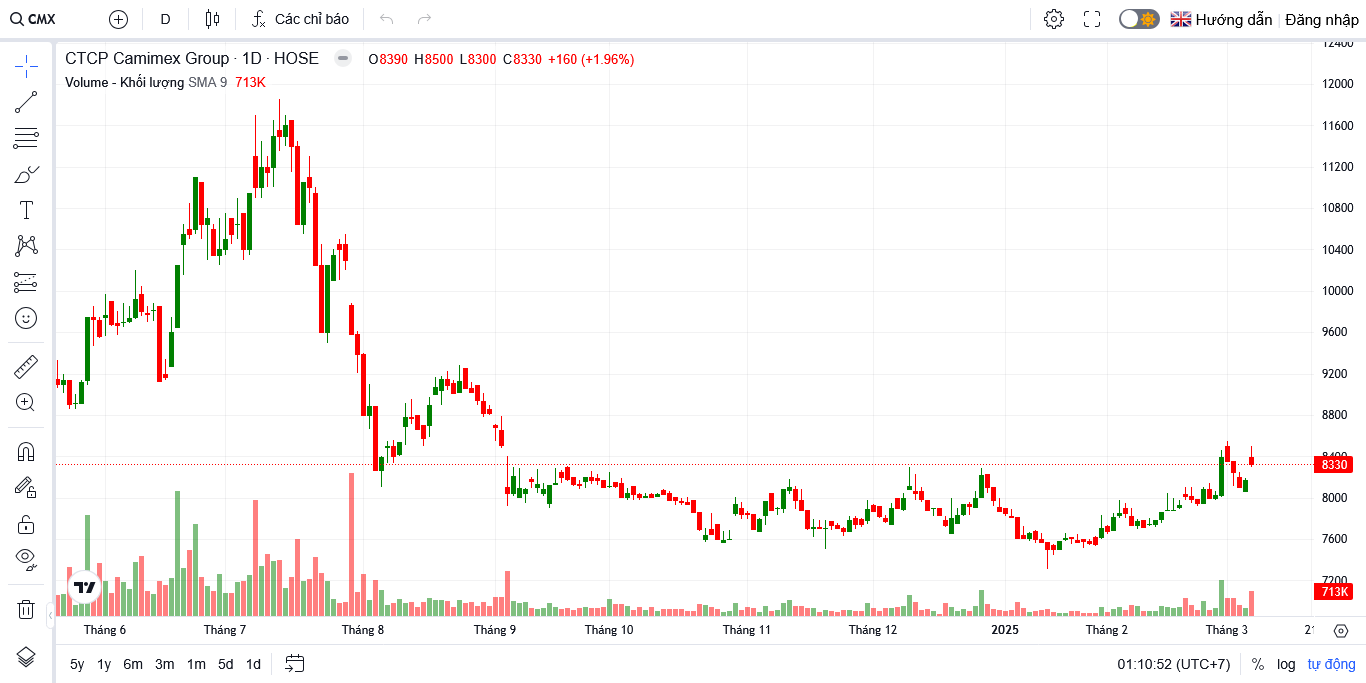 CMX D Các chỉ báo Hướng dẫn Đăng nhập
CTCP Camimex Group · 1D · HOSE O8390 H8500 L8300 C8330 +160 (+1.96%)
Volume - Khối lượng SMA 9 713K
12400
12000
11600
11200
10800
10400
10000
9600
9200
8800
8400
8330
8000
7600
7200
713K
Tháng 6 Tháng 7 Tháng 8 Tháng 9 Tháng 10 Tháng 11 Tháng 12 2025 Tháng 2 Tháng 3
5y 1y 6m 3m 1m 5d 1d 01:10:52 (UTC+7) % log tự động